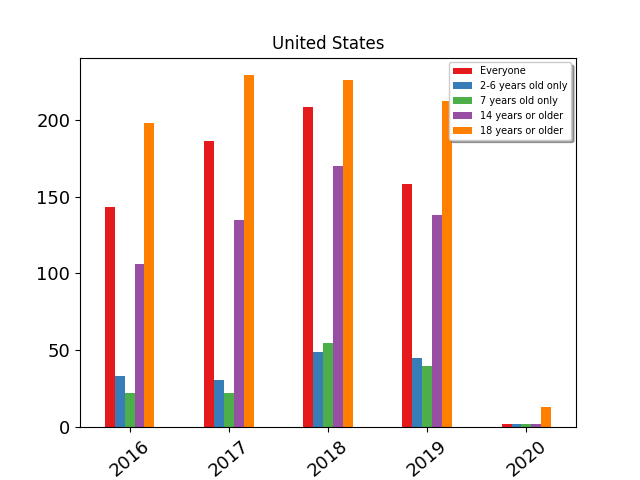 United States
Everyone
2-6 years old only
7 years old only
14 years or older
18 years or older
200
150
100
50
0
2016
2017
2018
2019
2020